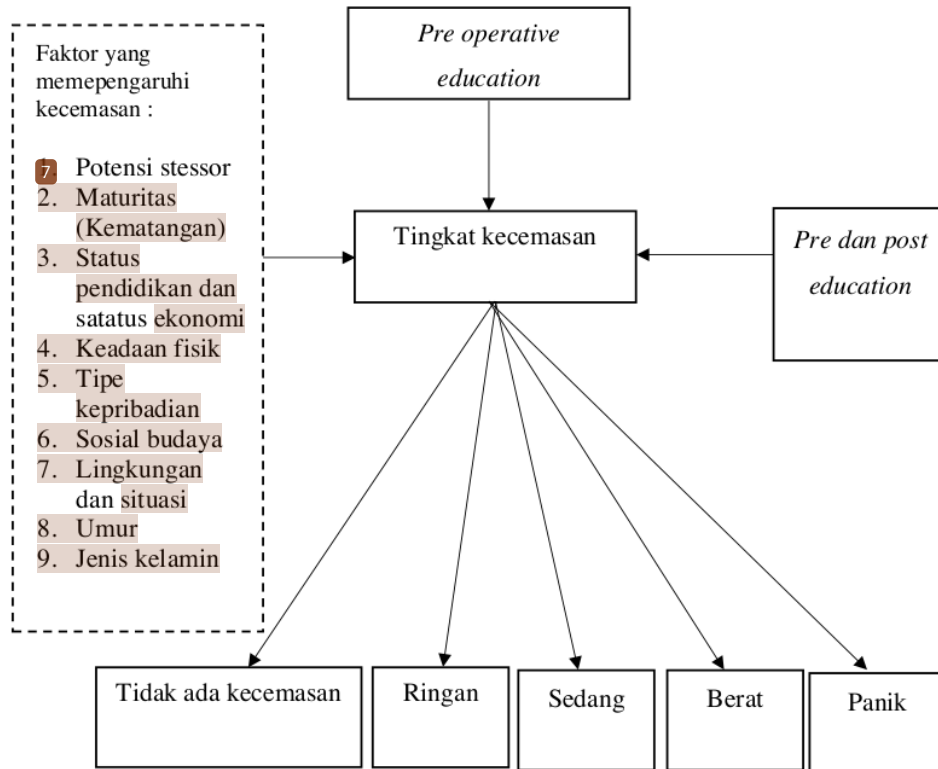 Faktor yang
memepengaruhi
kecemasan :
7. Potensi stessor
2. Maturitas
(Kematangan)
3. Status
pendidikan dan
satatus ekonomi
4. Keadaan fisik
5. Tipe
kepribadian
6. Sosial budaya
7. Lingkungan
dan situasi
8. Umur
9. Jenis kelamin
Pre operative
education
Tingkat kecemasan
Pre dan post
education
Tidak ada kecemasan
Ringan
Sedang
Berat
Panik